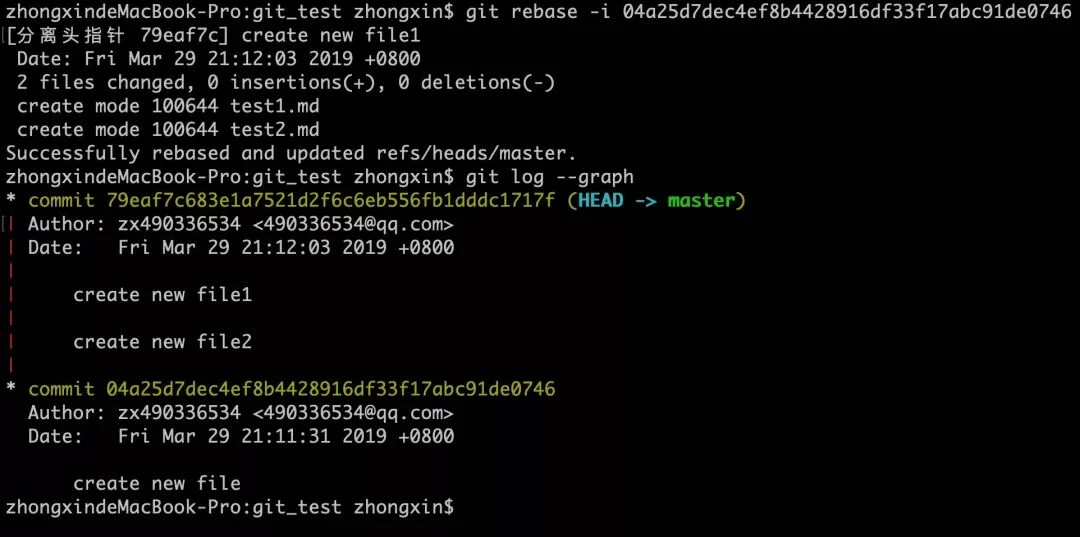 zhongxindeMacBook-Pro:git_test zhongxin$ git rebase -i 04a25d7dec4ef8b4428916df33f17abc91de0746
[分离头指针 79eaf7c] create new file1
 Date: Fri Mar 29 21:12:03 2019 +0800
 2 files changed, 0 insertions(+), 0 deletions(-)
 create mode 100644 test1.md
 create mode 100644 test2.md
Successfully rebased and updated refs/heads/master.
zhongxindeMacBook-Pro:git_test zhongxin$ git log --graph
* commit 79eaf7c683e1a7521d2f6c6eb556fb1dddc1717f (HEAD -> master)
| Author: zx490336534 <490336534@qq.com>
| Date:   Fri Mar 29 21:12:03 2019 +0800
|
|     create new file1
|
|     create new file2
|
* commit 04a25d7dec4ef8b4428916df33f17abc91de0746
  Author: zx490336534 <490336534@qq.com>
  Date:   Fri Mar 29 21:11:31 2019 +0800

      create new file
zhongxindeMacBook-Pro:git_test zhongxin$